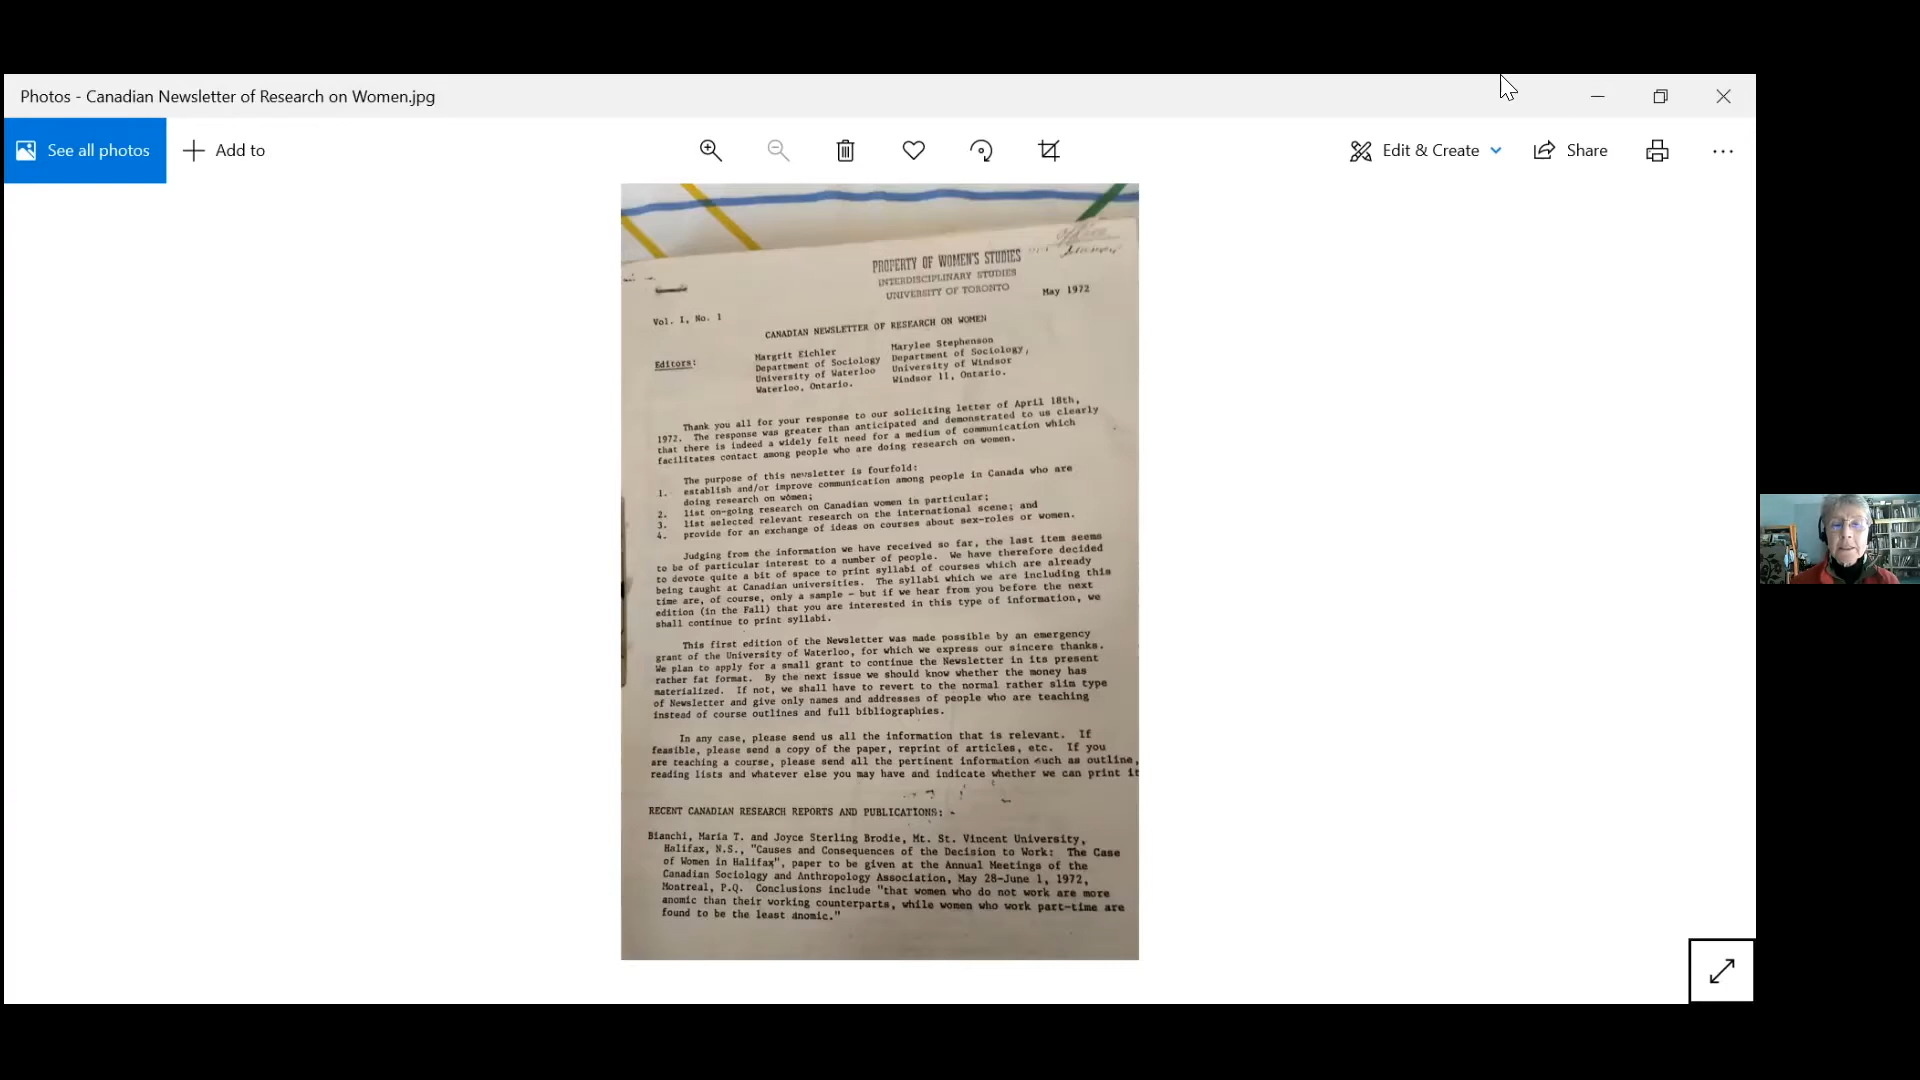 Photos - Canadian Newsletter of Research on Women.jpg
See all photos
Add to
Edit & Create
Share
PROPERTY OF WOMEN'S STUDIES
INTERDISCIPLINARY STUDIES
UNIVERSITY OF TORONTO
May 1972
Vol. I, No. 1
CANADIAN NEWSLETTER OF RESEARCH ON WOMEN
Editors:
Margrit Eichler
Department of Sociology
University of Waterloo
Waterloo, Ontario.
Marylee Stephenson
Department of Sociology,
University of Windsor
Windsor 11, Ontario.
Thank you all for your response to our soliciting letter of April 18th,
1972. The response was greater than anticipated and demonstrated to us clearly
that there is indeed a widely felt need for a medium of communication which
facilitates contact among people who are doing research on women.
The purpose of this newsletter is fourfold:
1. establish and/or improve communication among people in Canada who are
doing research on women;
2. list on-going research on Canadian women in particular;
3. list selected relevant research on the international scene; and
4. provide for an exchange of ideas on courses about sex-roles or women.
Judging from the information we have received so far, the last item seems
to be of particular interest to a number of people. We have therefore decided
to devote quite a bit of space to print syllabi of courses which are already
being taught at Canadian universities. The syllabi which we are including this
time are, of course, only a sample - but if we hear from you before the next
edition (in the Fall) that you are interested in this type of information, we
shall continue to print syllabi.
This first edition of the Newsletter was made possible by an emergency
grant of the University of Waterloo, for which we express our sincere thanks.
We plan to apply for a small grant to continue the Newsletter in its present
rather fat format. By the next issue we should know whether the money has
materialized. If not, we shall have to revert to the normal rather slim type
of Newsletter and give only names and addresses of people who are teaching
instead of course outlines and full bibliographies.
In any case, please send us all the information that is relevant. If
feasible, please send a copy of the paper, reprint of articles, etc. If you
are teaching a course, please send all the pertinent information such as outline,
reading lists and whatever else you may have and indicate whether we can print it
RECENT CANADIAN RESEARCH REPORTS AND PUBLICATIONS: -
Bianchi, Maria T. and Joyce Sterling Brodie, Mt. St. Vincent University,
Halifax, N.S., "Causes and Consequences of the Decision to Work: The Case
of Women in Halifax", paper to be given at the Annual Meetings of the
Canadian Sociology and Anthropology Association, May 28-June 1, 1972,
Montreal, P.Q. Conclusions include "that women who do not work are more
anomic than their working counterparts, while women who work part-time are
found to be the least anomic."